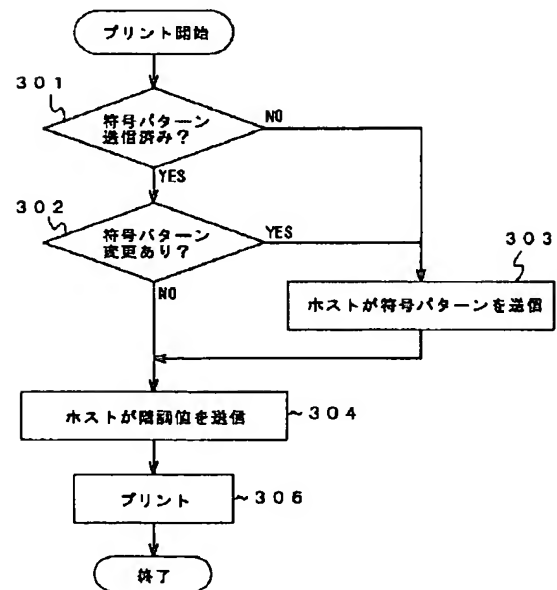 プリント開始
301
符号パターン
送信済み?
NO
YES
302
符号パターン
変更あり?
YES
NO
303
ホストが符号パターンを送信
ホストが階調値を送信
~304
プリント
~306
終了